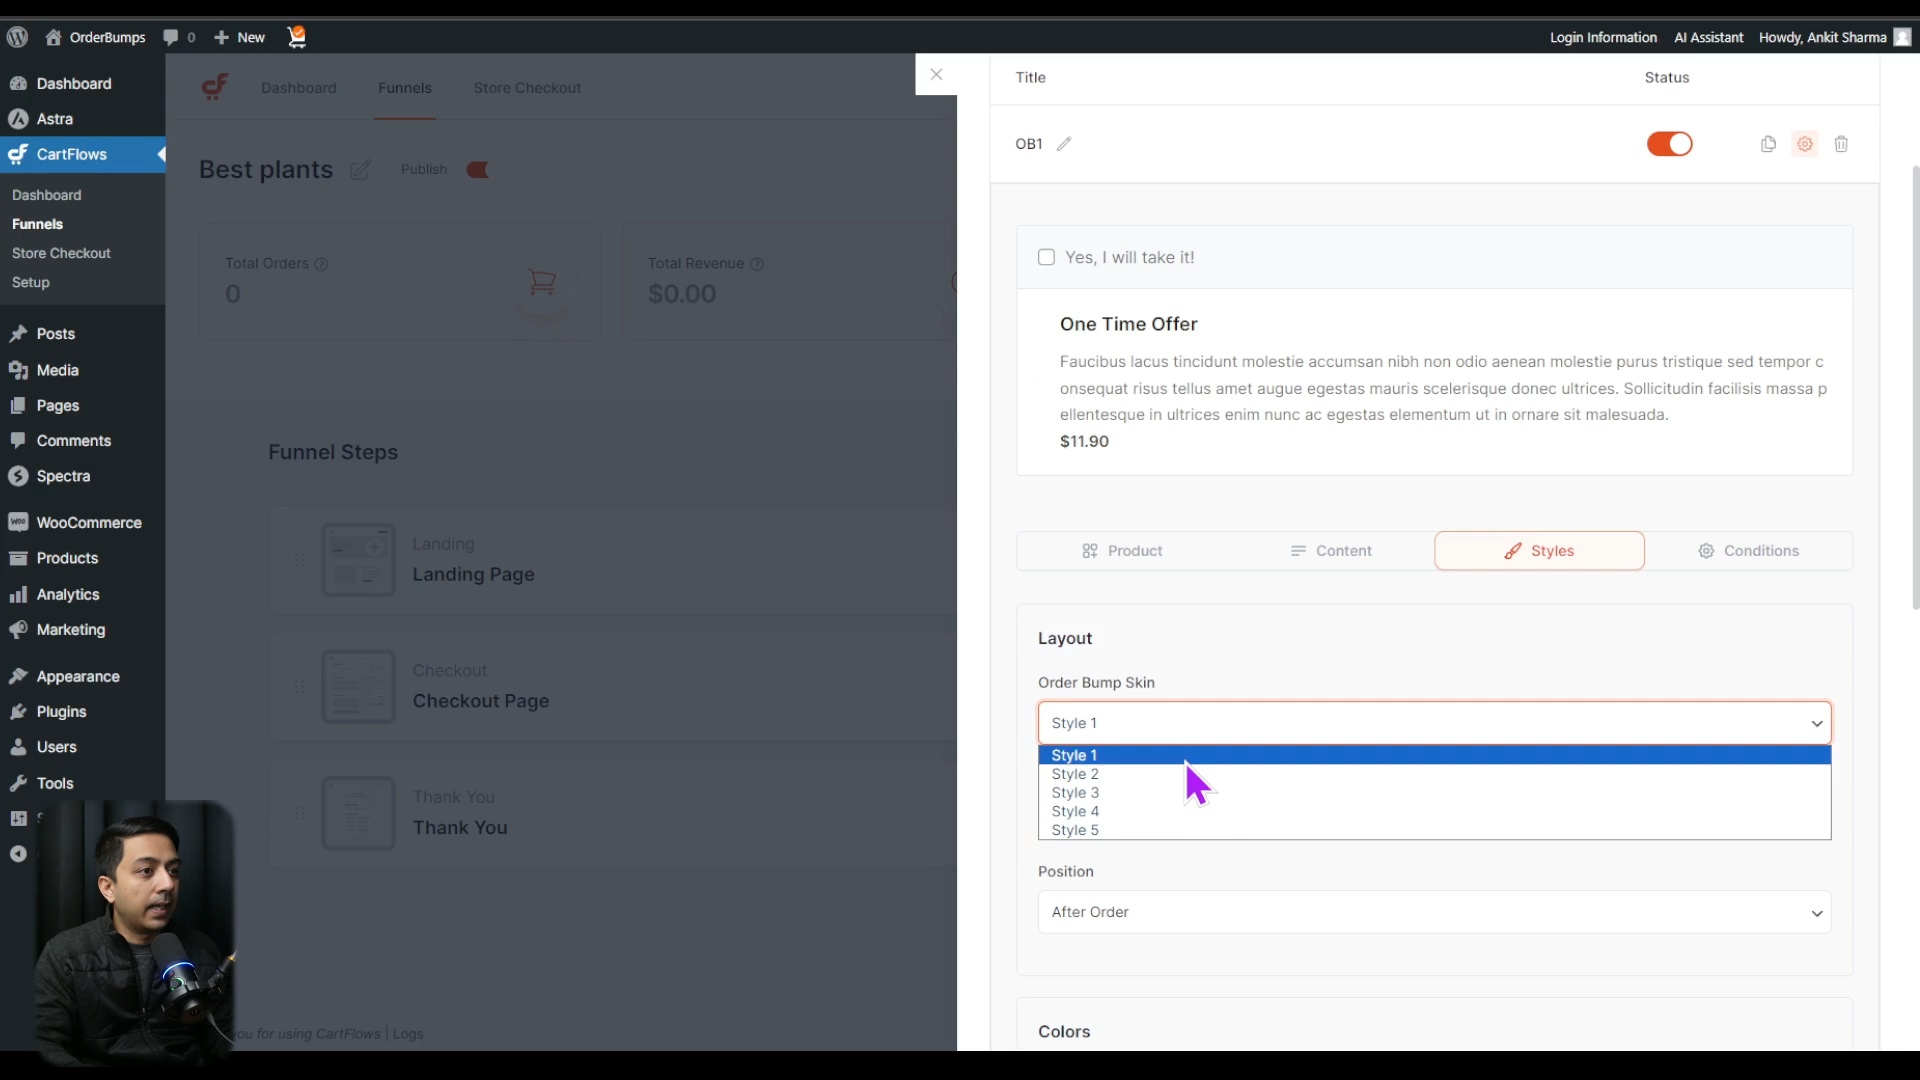 OrderBumps
0
New
Login Information
AI Assistant
Howdy, Ankit Sharma
Dashboard
Astra
CartFlows
Dashboard
Funnels
Store Checkout
Setup
Posts
Media
Pages
Comments
Spectra
WooCommerce
Products
Analytics
Marketing
Appearance
Plugins
Users
Tools
Dashboard
Funnels
Store Checkout
Best plants
Publish
Total Orders
0
Total Revenue
$0.00
Funnel Steps
Landing
Landing Page
Checkout
Checkout Page
Thank You
Thank You
you for using CartFlows | Logs
Title
Status
OB1
Yes, I will take it!
One Time Offer
Faucibus lacus tincidunt molestie accumsan nibh non odio aenean molestie purus tristique sed tempor c
onsequat risus tellus amet augue egestas mauris scelerisque donec ultrices. Sollicitudin facilisis massa p
ellentesque in ultrices enim nunc ac egestas elementum ut in ornare sit malesuada.
$11.90
Product
Content
Styles
Conditions
Layout
Order Bump Skin
Style 1
Style 1
Style 2
Style 3
Style 4
Style 5
Position
After Order
Colors